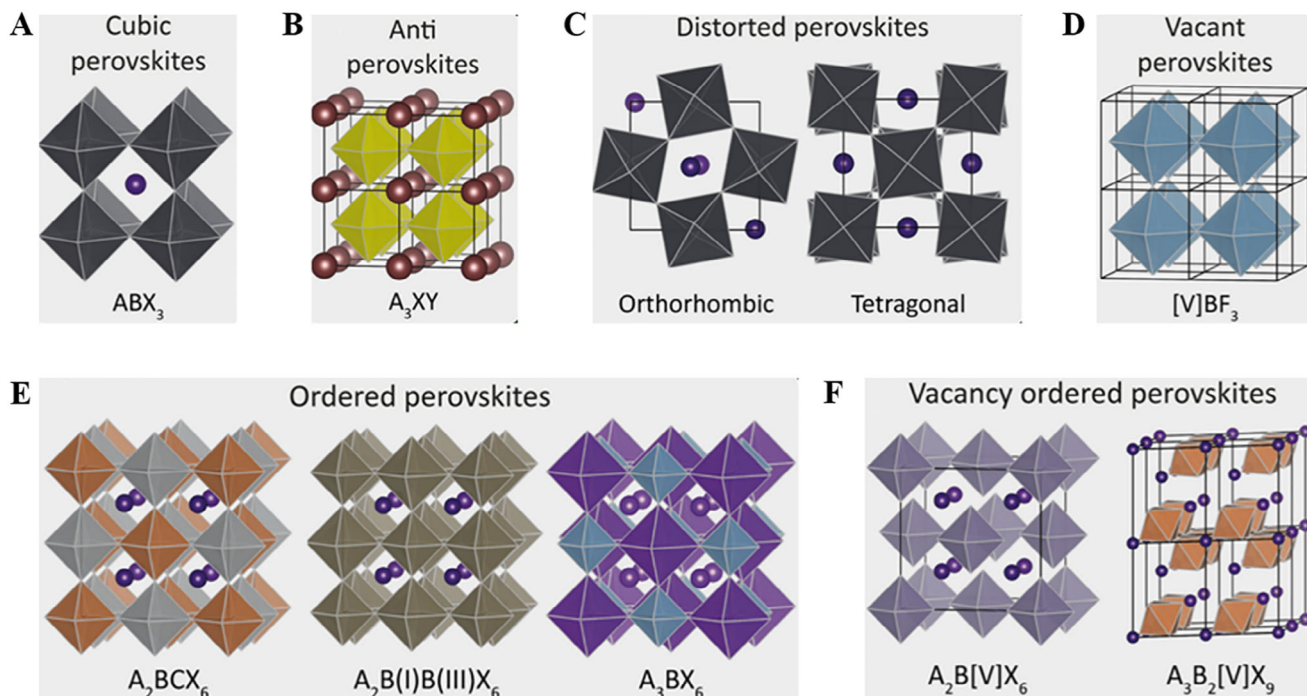 A
Cubic
perovskites
ABX₃
B
Anti
perovskites
A₃XY
C
Distorted perovskites
Orthorhombic
Tetragonal
D
Vacant
perovskites
[V]BF₃
E
Ordered perovskites
A₂BCX₆
A₂B(I)B(III)X₆
A₃BX₆
F
Vacancy ordered perovskites
A₂B[V]X₆
A₃B₂[V]X₉